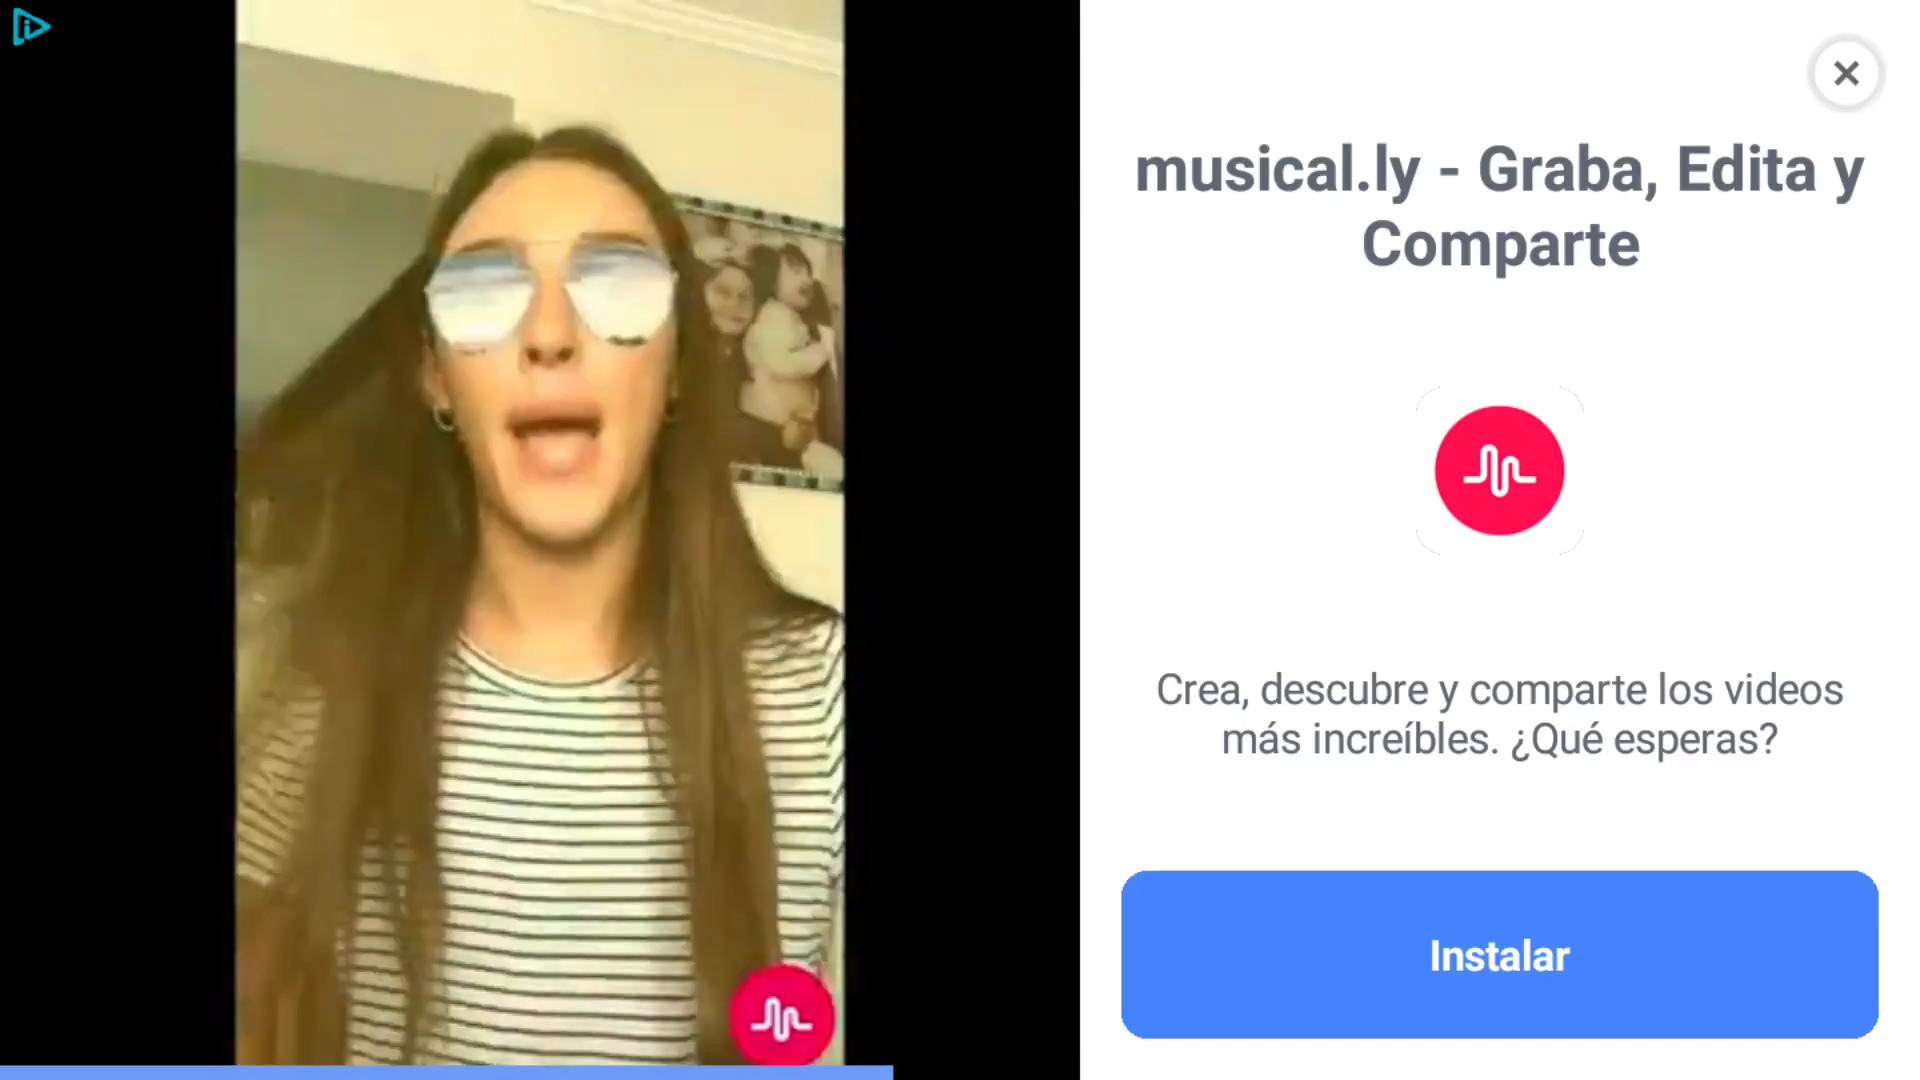 musical.ly - Graba, Edita y
Comparte
Crea, descubre y comparte los videos
más increíbles. ¿Qué esperas?
Instalar